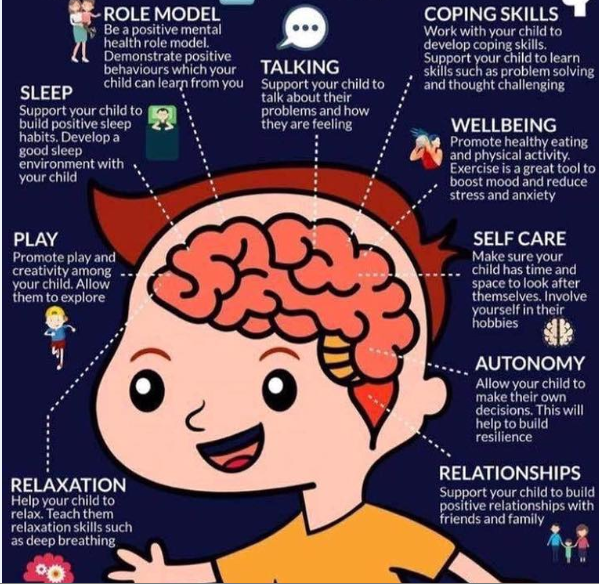 ROLE MODEL
Be a positive mental
health role model.
Demonstrate positive
behaviours which your
child can learn from you
TALKING
Support your child to
talk about their
problems and how
they are feeling
COPING SKILLS
Work with your child to
develop coping skills.
Support your child to learn
skills such as problem solving
and thought challenging
SLEEP
Support your child to
build positive sleep
habits. Develop a
good sleep
environment with
your child
WELLBEING
Promote healthy eating
and physical activity.
Exercise is a great tool to
boost mood and reduce
stress and anxiety
PLAY
Promote play and
creativity among
your child. Allow
them to explore
SELF CARE
Make sure your
child has time and
space to look after
themselves. Involve
yourself in their
hobbies
AUTONOMY
Allow your child to
make their own
decisions. This will
help to build
resilience
RELAXATION
Help your child to
relax. Teach them
relaxation skills such
as deep breathing
RELATIONSHIPS
Support your child to build
positive relationships with
friends and family